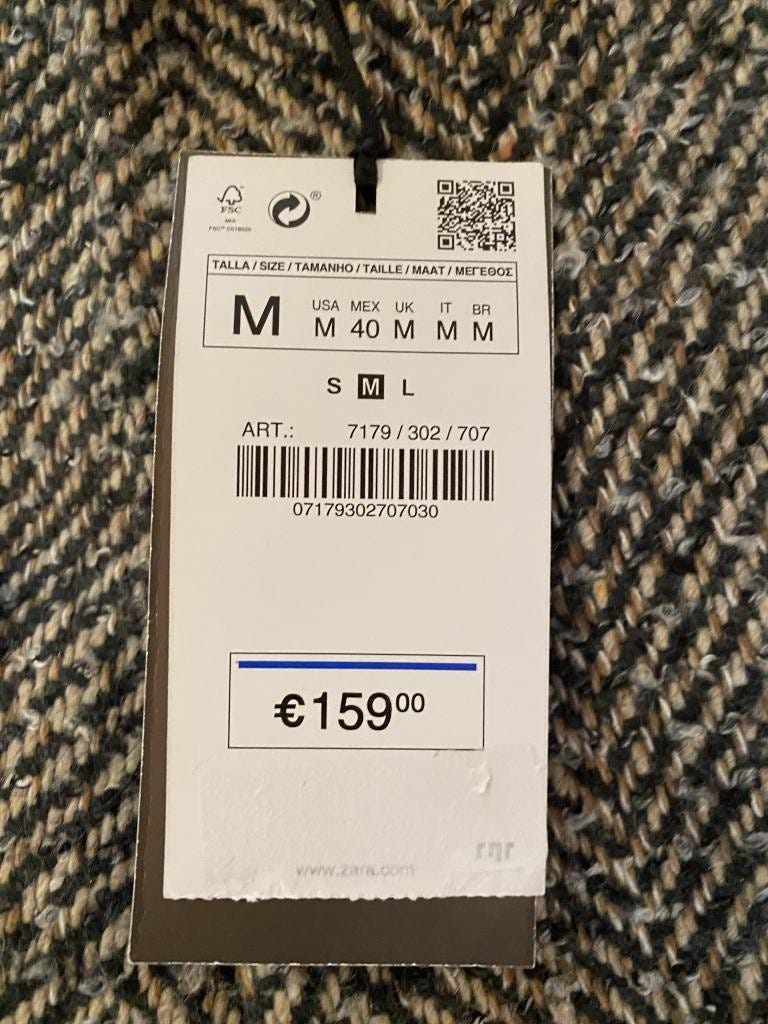 ®
FSC
MIX
TALLA / SIZE / TAMANHO / TAILLE / MAAT / ΜΕΓΕΘΟΣ
M
USA MEX UK IT BR
M 40 M M M
S M L
ART.: 7179 / 302 / 707
07179302707030
€15900
www.zara.com